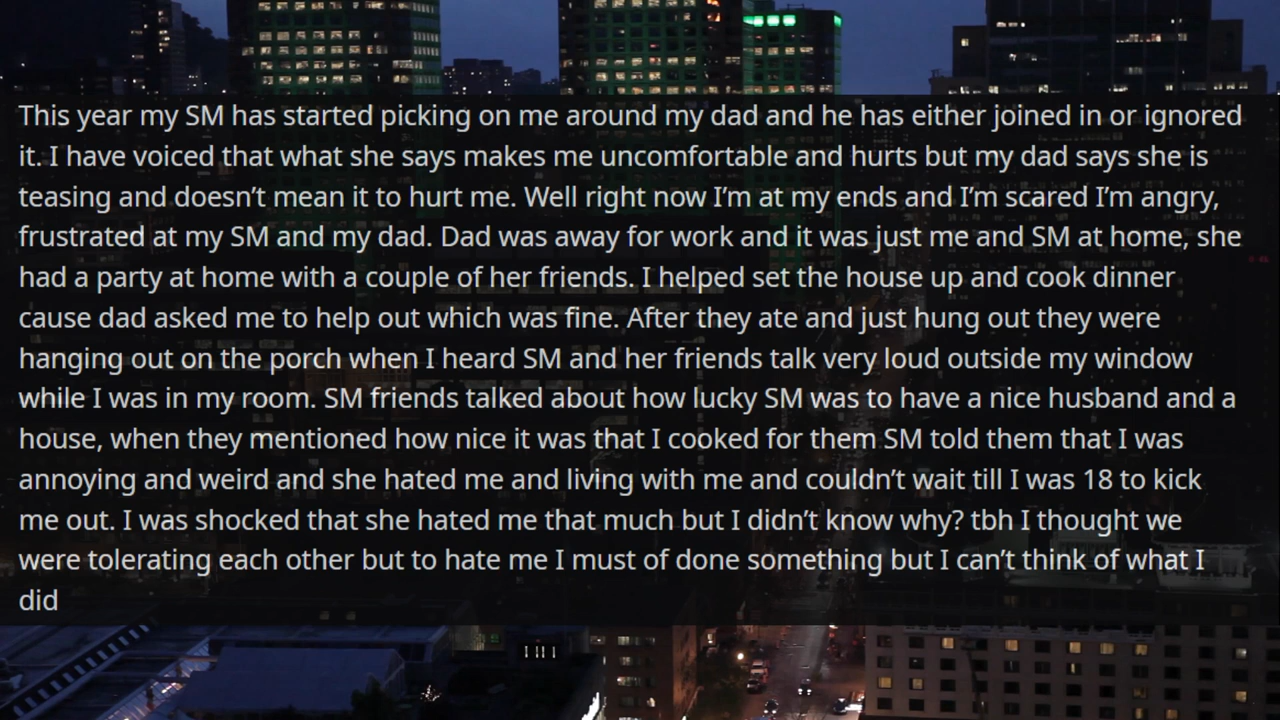 This year my SM has started picking on me around my dad and he has either joined in or ignored
it. I have voiced that what she says makes me uncomfortable and hurts but my dad says she is
teasing and doesn’t mean it to hurt me. Well right now I’m at my ends and I’m scared I’m angry,
frustrated at my SM and my dad. Dad was away for work and it was just me and SM at home, she
had a party at home with a couple of her friends. I helped set the house up and cook dinner
cause dad asked me to help out which was fine. After they ate and just hung out they were
hanging out on the porch when I heard SM and her friends talk very loud outside my window
while I was in my room. SM friends talked about how lucky SM was to have a nice husband and a
house, when they mentioned how nice it was that I cooked for them SM told them that I was
annoying and weird and she hated me and living with me and couldn’t wait till I was 18 to kick
me out. I was shocked that she hated me that much but I didn’t know why? tbh I thought we
were tolerating each other but to hate me I must of done something but I can’t think of what I
did